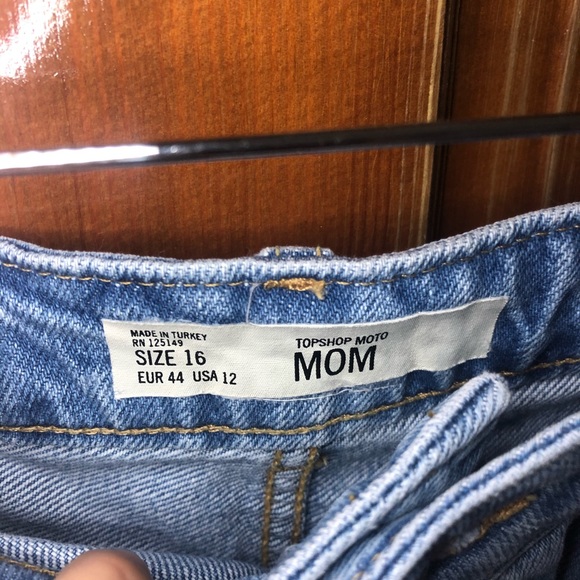 MADE IN TURKEY
RN 125149
SIZE 16
EUR 44 USA 12
TOPSHOP MOTO
MOM